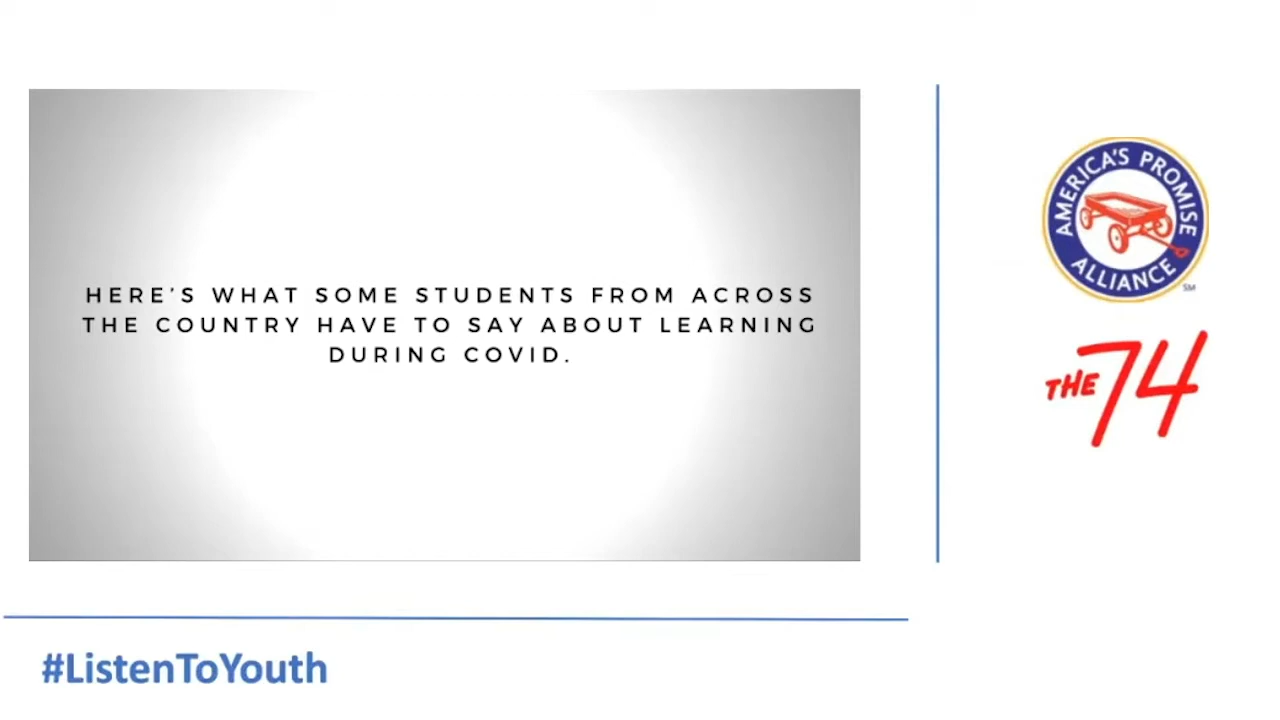 HERE'S WHAT SOME STUDENTS FROM ACROSS
THE COUNTRY HAVE TO SAY ABOUT LEARNING
DURING COVID.
AMERICA'S PROMISE
ALLIANCE
SM
THE 74
#ListenToYouth